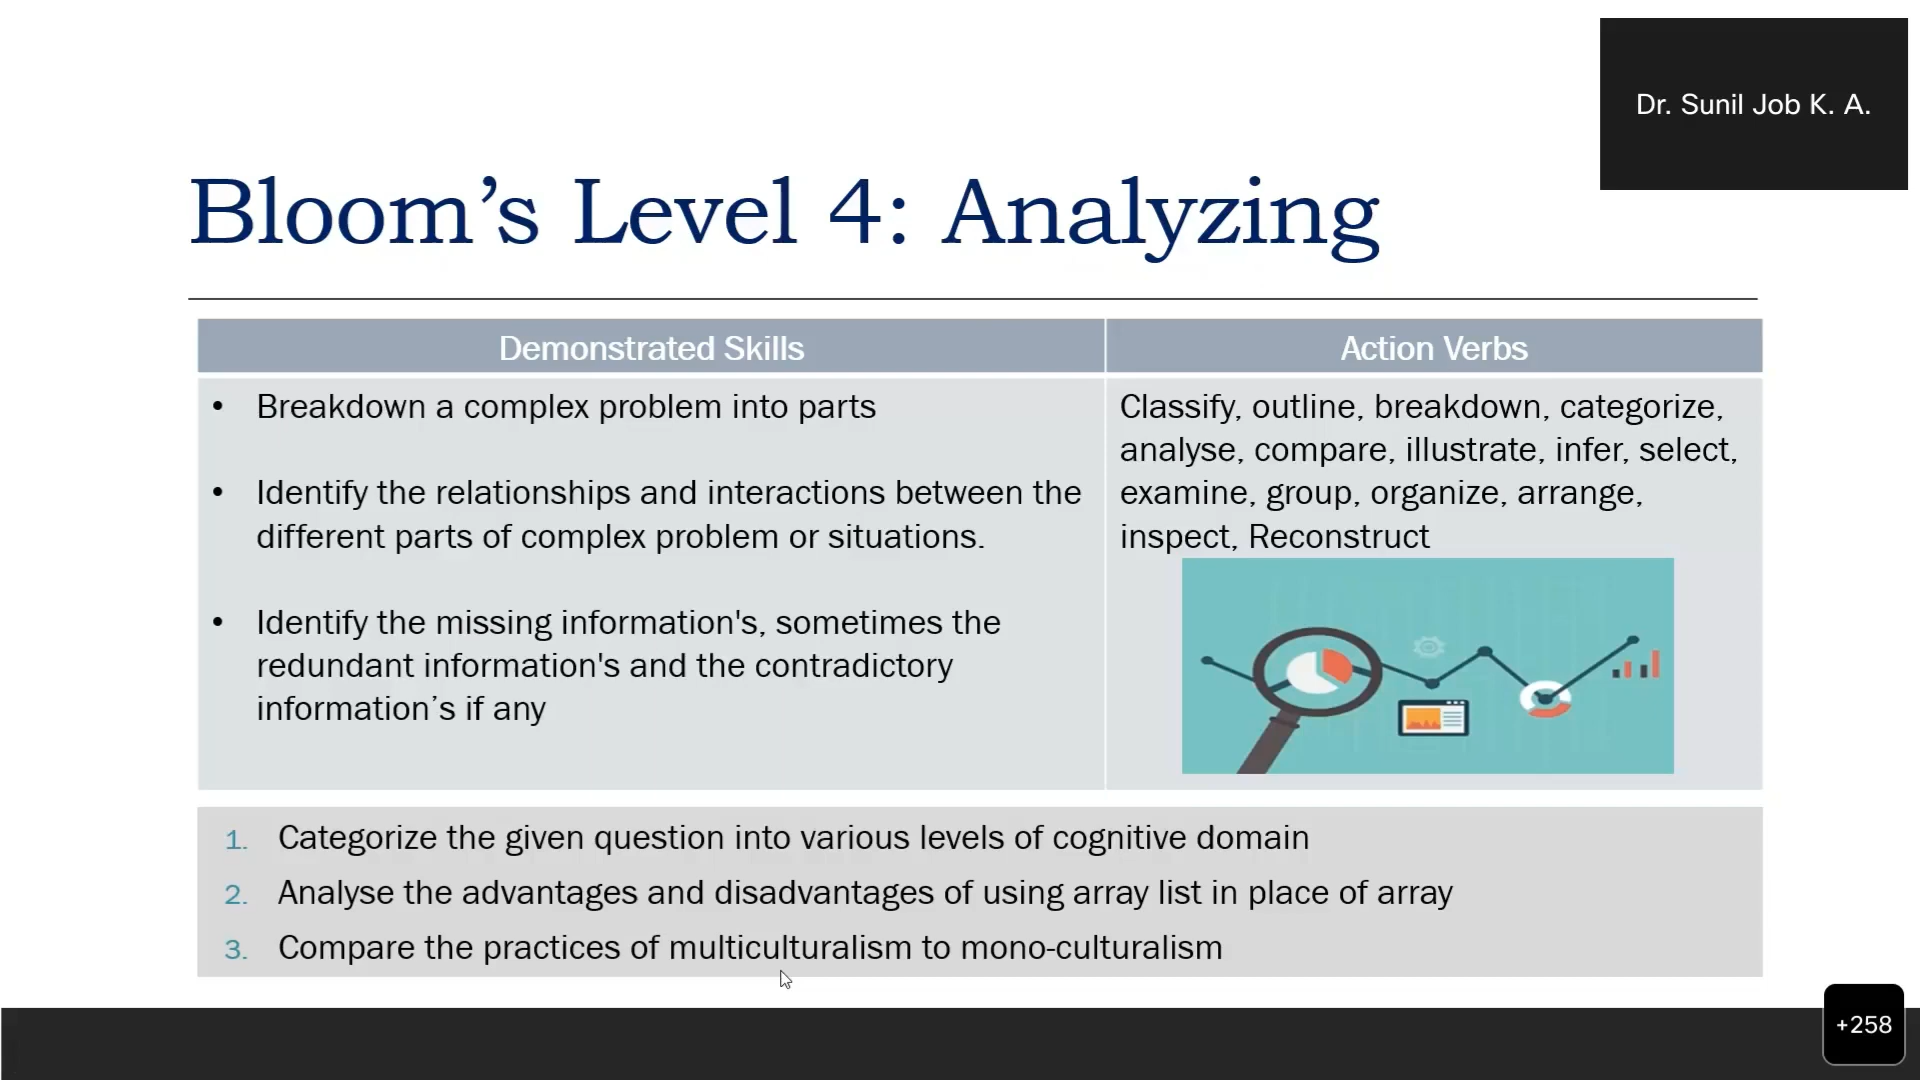 Dr. Sunil Job K. A.
Bloom’s Level 4: Analyzing
Demonstrated Skills
Action Verbs
• Breakdown a complex problem into parts
• Identify the relationships and interactions between the
different parts of complex problem or situations.
• Identify the missing information's, sometimes the
redundant information's and the contradictory
information’s if any
Classify, outline, breakdown, categorize,
analyse, compare, illustrate, infer, select,
examine, group, organize, arrange,
inspect, Reconstruct
1. Categorize the given question into various levels of cognitive domain
2. Analyse the advantages and disadvantages of using array list in place of array
3. Compare the practices of multiculturalism to mono-culturalism
+258